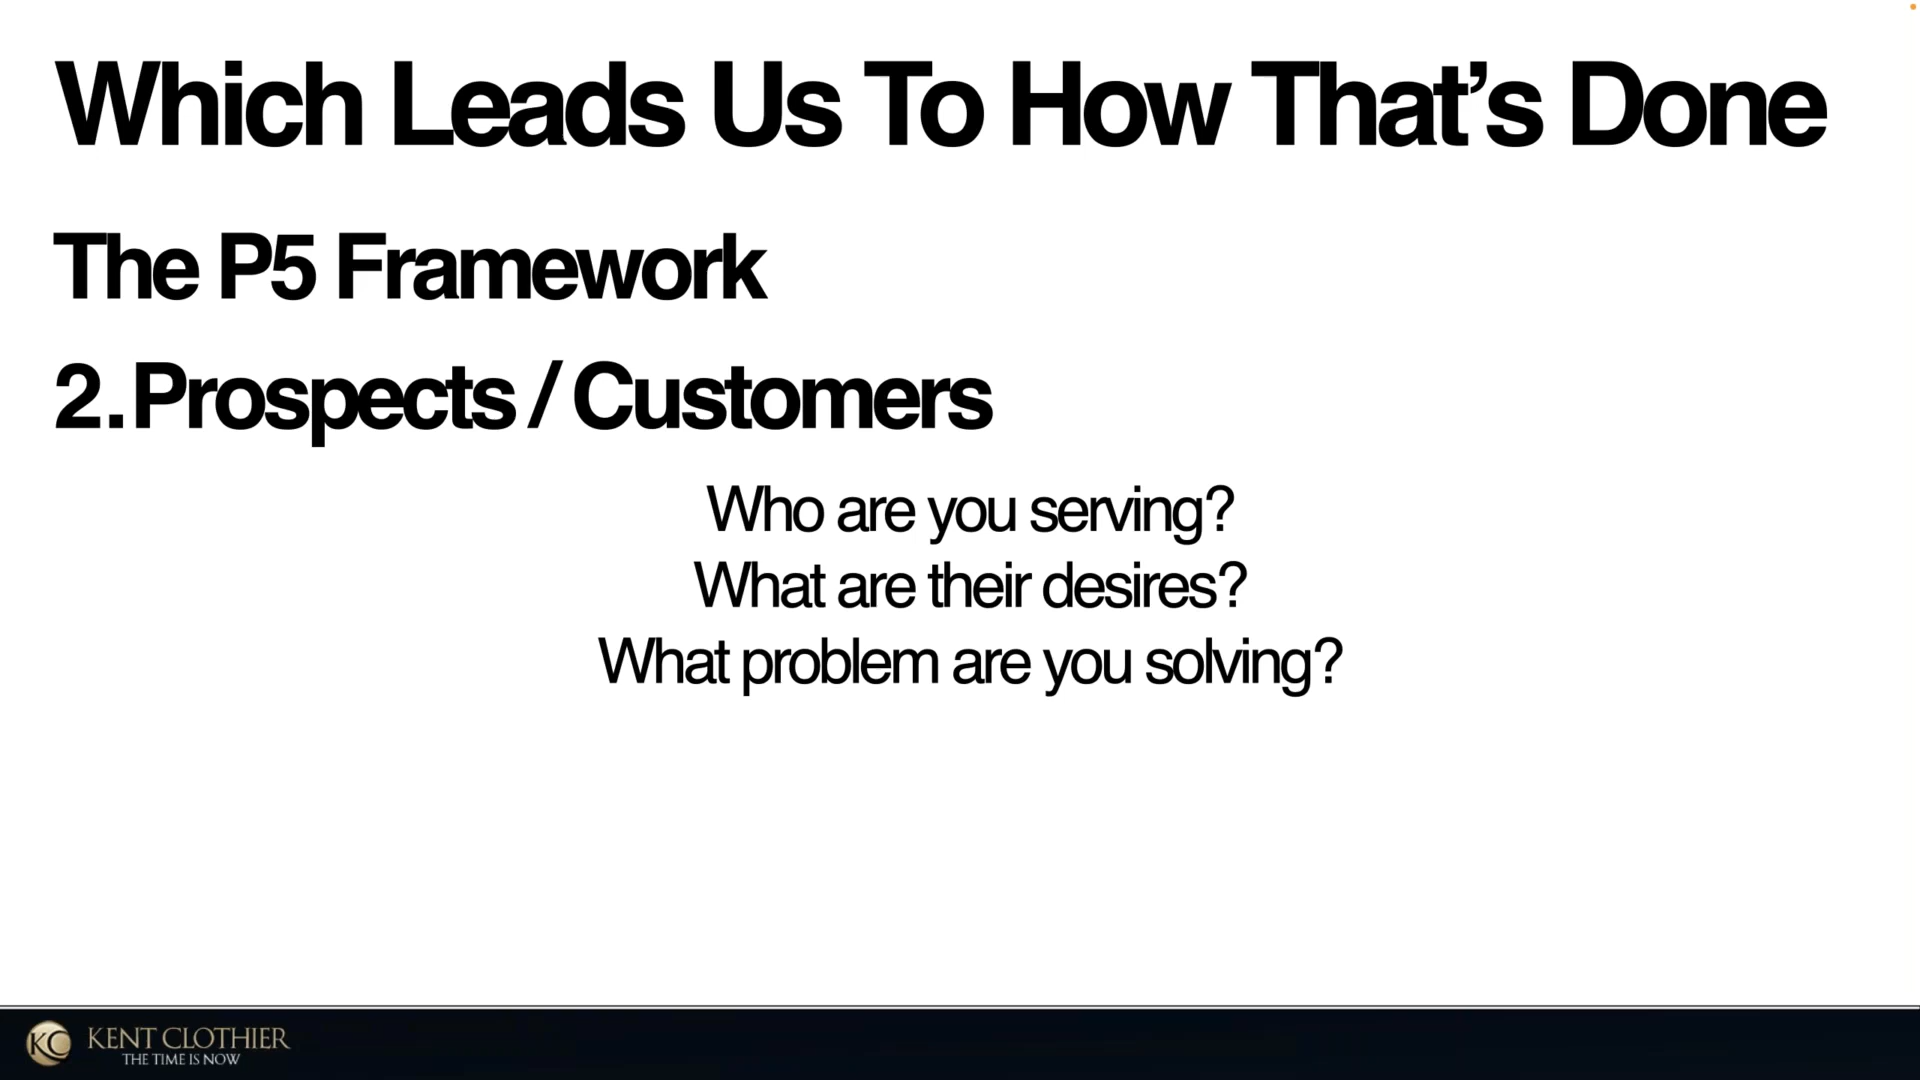 Which Leads Us To How That’s Done
The P5 Framework
2. Prospects / Customers
Who are you serving?
What are their desires?
What problem are you solving?
KC
KENT CLOTHIER
THE TIME IS NOW